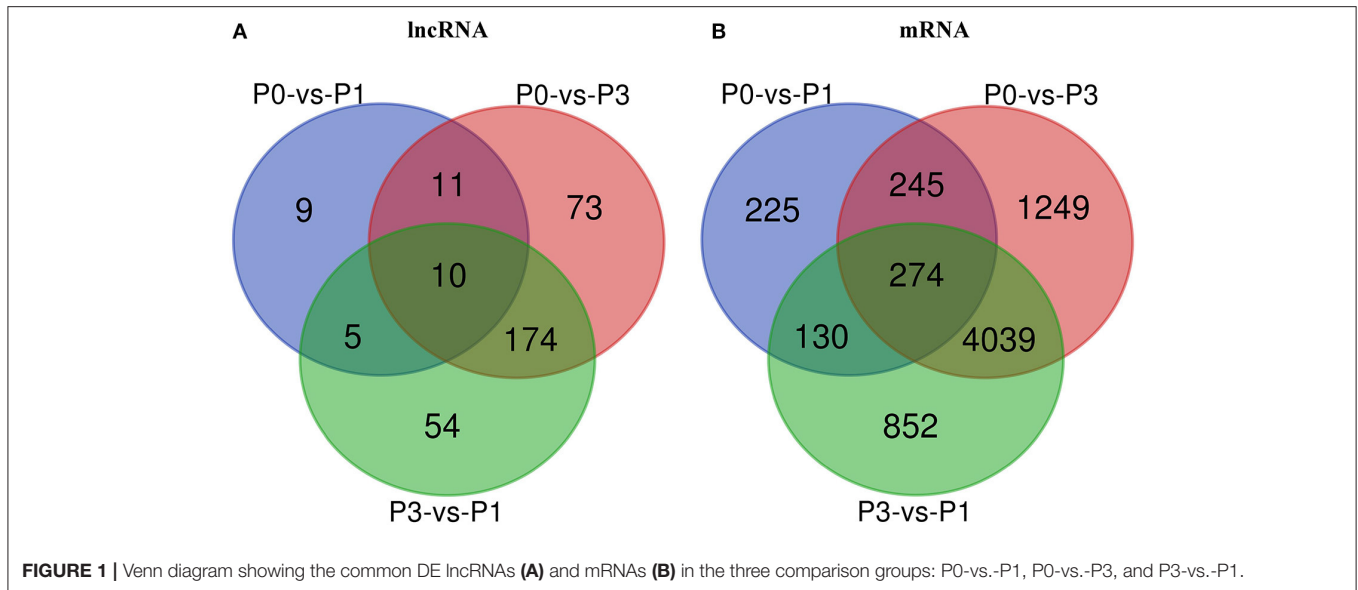 A
lncRNA
P0-vs-P1
P0-vs-P3
9
11
73
10
5
174
54
P3-vs-P1
B
mRNA
P0-vs-P1
P0-vs-P3
225
245
1249
274
130
4039
852
P3-vs-P1
FIGURE 1 | Venn diagram showing the common DE lncRNAs (A) and mRNAs (B) in the three comparison groups: P0-vs.-P1, P0-vs.-P3, and P3-vs.-P1.